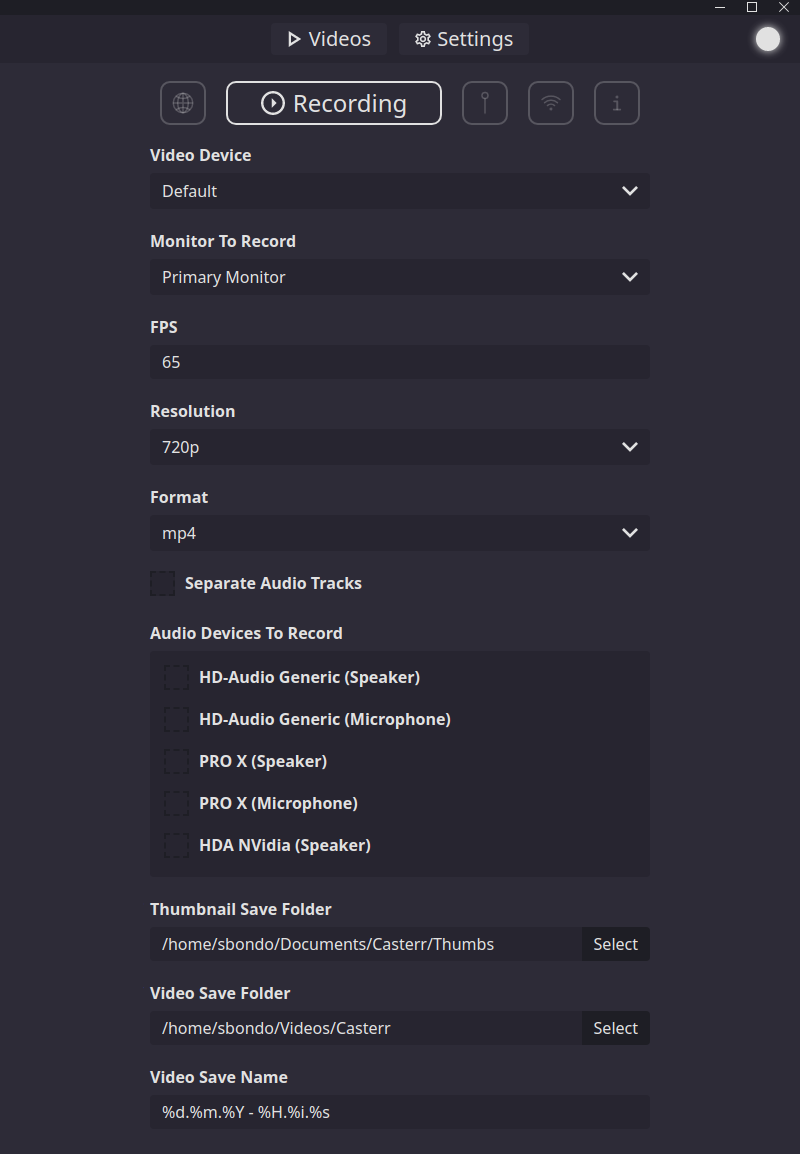 Videos
Settings
Recording
Video Device
Default
Monitor To Record
Primary Monitor
FPS
65
Resolution
720p
Format
mp4
Separate Audio Tracks
Audio Devices To Record
HD-Audio Generic (Speaker)
HD-Audio Generic (Microphone)
PRO X (Speaker)
PRO X (Microphone)
HDA NVidia (Speaker)
Thumbnail Save Folder
/home/sbondo/Documents/Casterr/Thumbs
Select
Video Save Folder
/home/sbondo/Videos/Casterr
Select
Video Save Name
%d.%m.%Y - %H.%i.%s